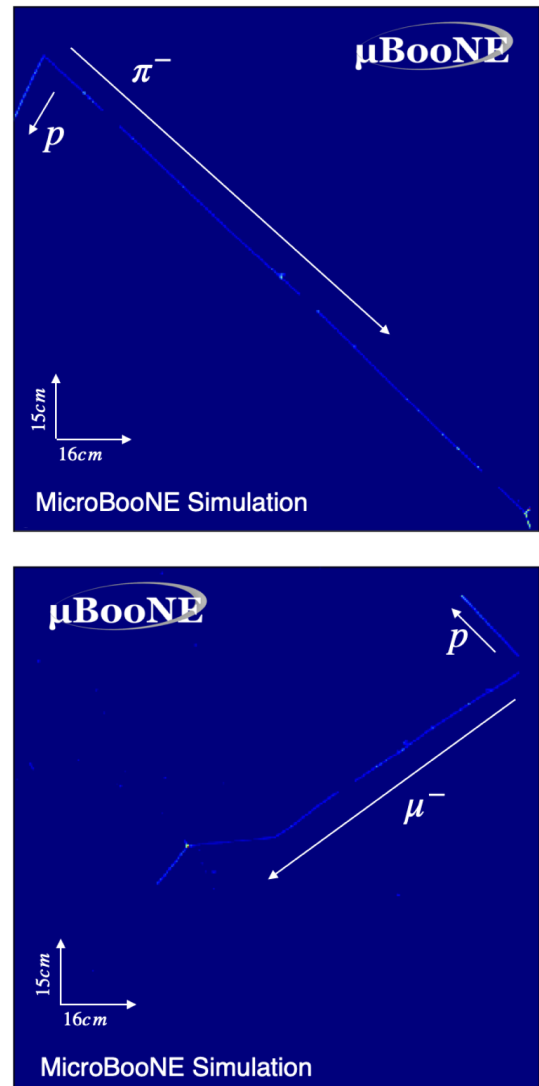 π⁻
μBooNE
p
15cm
16cm
MicroBooNE Simulation
μBooNE
p
μ⁻
15cm
16cm
MicroBooNE Simulation